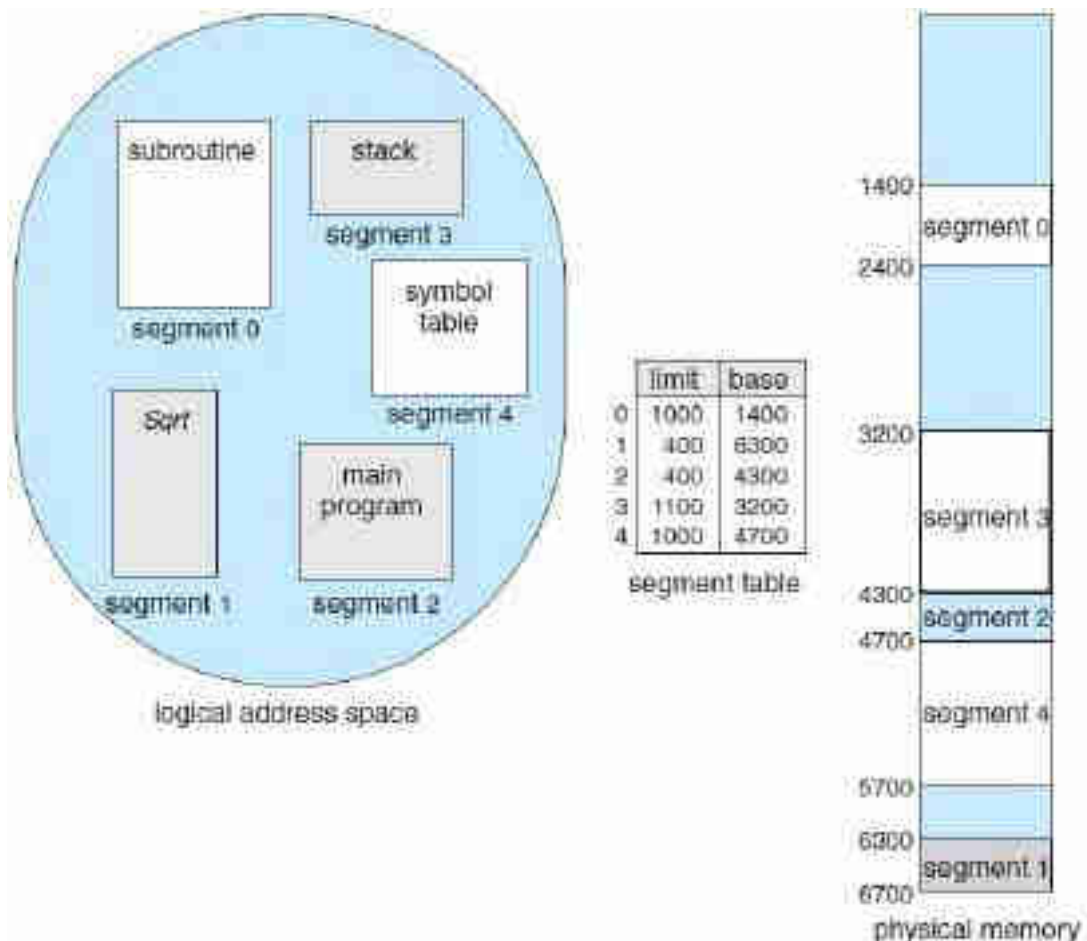 subroutine
segment 0
stack
segment 3
symbol
table
segment 4
Sqrt
segment 1
main
program
segment 2
logical address space
limit base
0 1000 1400
1 400 6300
2 400 4300
3 1100 3200
4 1000 4700
segment table
1400
segment 0
2400
3200
segment 3
4300
segment 2
4700
segment 4
5700
6300
segment 1
6700
physical memory